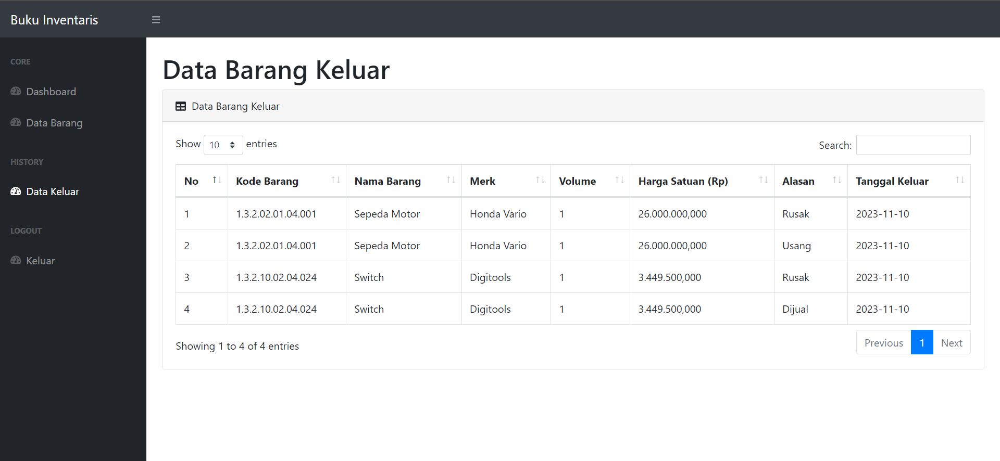 Buku Inventaris
CORE
Dashboard
Data Barang
HISTORY
Data Keluar
LOGOUT
Keluar
Data Barang Keluar
Data Barang Keluar
Show 10 entries
Search:
No Kode Barang Nama Barang Merk Volume Harga Satuan (Rp) Alasan Tanggal Keluar
1 1.3.2.02.01.04.001 Sepeda Motor Honda Vario 1 26.000.000,000 Rusak 2023-11-10
2 1.3.2.02.01.04.001 Sepeda Motor Honda Vario 1 26.000.000,000 Usang 2023-11-10
3 1.3.2.10.02.04.024 Switch Digitools 1 3.449.500,000 Rusak 2023-11-10
4 1.3.2.10.02.04.024 Switch Digitools 1 3.449.500,000 Dijual 2023-11-10
Showing 1 to 4 of 4 entries
Previous 1 Next